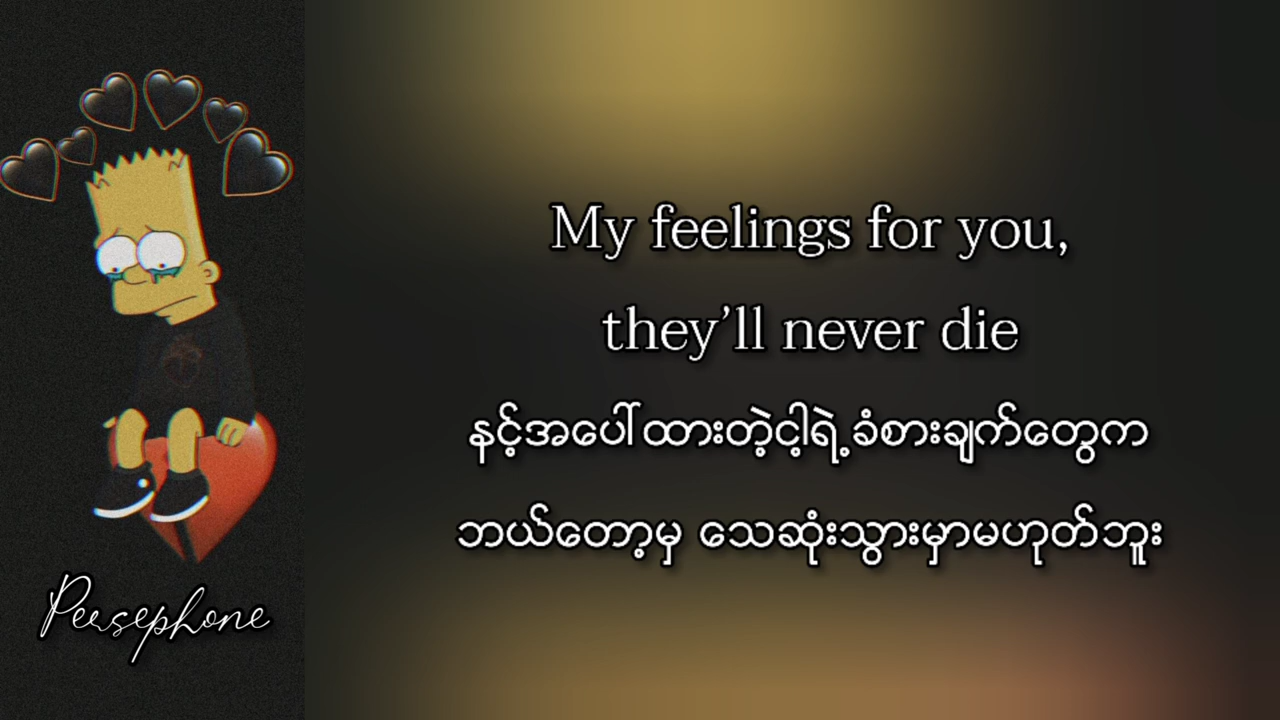 My feelings for you,
they’ll never die
နင့်အပေါ်ထားတဲ့ငါ့ရဲ့ခံစားချက်တွေက
ဘယ်တော့မှ သေဆုံးသွားမှာမဟုတ်ဘူး
Persephone